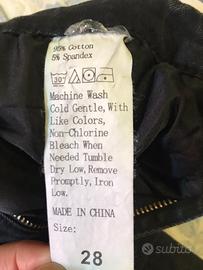 95% Cotton
5% Spandex
30°
Machine Wash
Cold Gentle, With
Like Colors,
Non-Chlorine
Bleach When
Needed Tumble
Dry Low, Remove
Promptly, Iron
Low.
MADE IN CHINA
Size:
28
subito